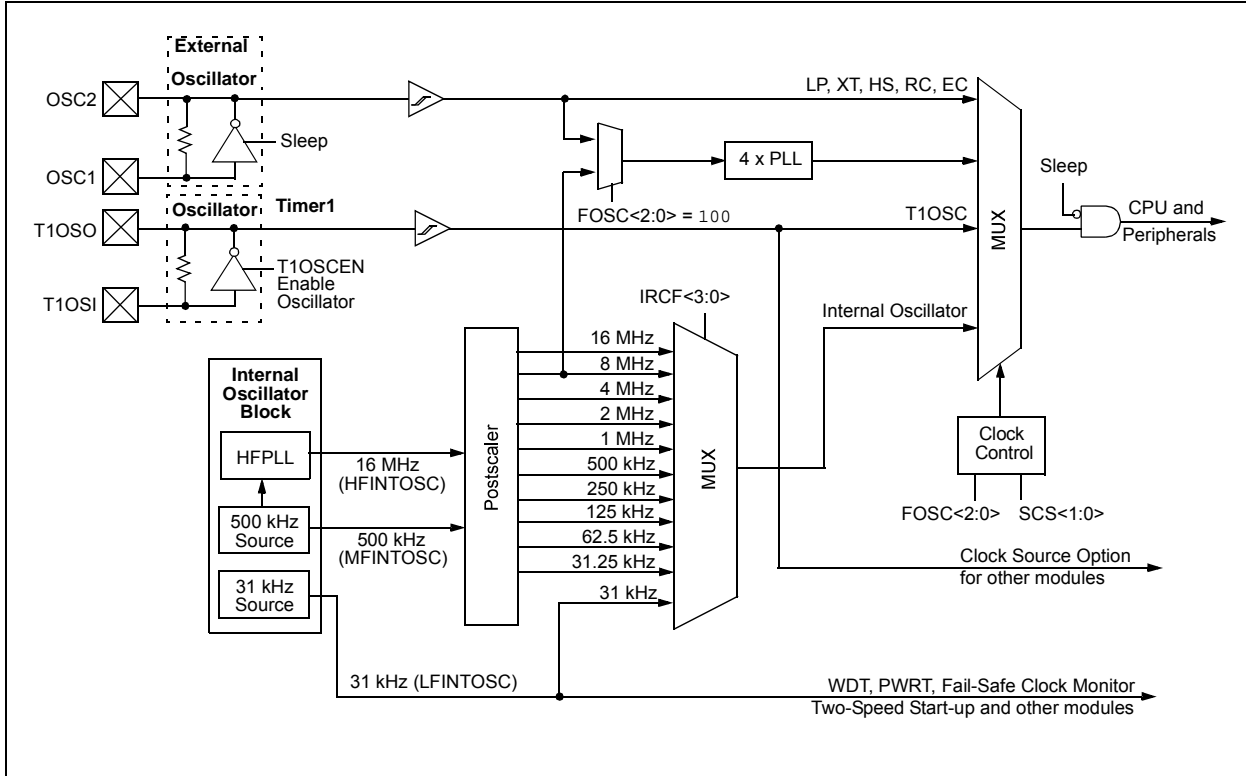 External
Oscillator
OSC2
LP, XT, HS, RC, EC
Sleep
OSC1
4 x PLL
Sleep
FOSC<2:0> = 100
Oscillator
Timer1
T1OSO
T1OSC
MUX
CPU and
Peripherals
T1OSCEN
Enable
Oscillator
T1OSI
IRCF<3:0>
Internal Oscillator
Internal
Oscillator
Block
HFPLL
500 kHz
Source
31 kHz
Source
16 MHz
(HFINTOSC)
500 kHz
(MFINTOSC)
Postscaler
16 MHz
8 MHz
4 MHz
2 MHz
1 MHz
500 kHz
250 kHz
125 kHz
62.5 kHz
31.25 kHz
31 kHz
MUX
Clock
Control
FOSC<2:0>
SCS<1:0>
Clock Source Option
for other modules
31 kHz (LFINTOSC)
WDT, PWRT, Fail-Safe Clock Monitor
Two-Speed Start-up and other modules